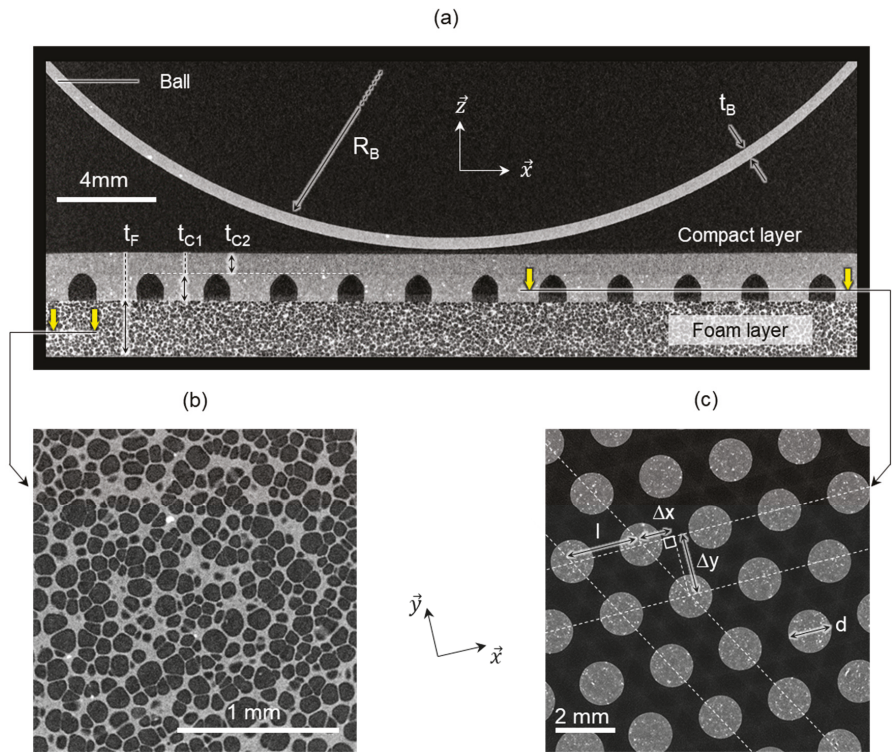 (a)
Ball
R_B
z⃗
x⃗
t_B
4mm
t_F
t_C1
t_C2
Compact layer
Foam layer
(b)
(c)
1 mm
y⃗
x⃗
l
Δx
Δy
d
2 mm